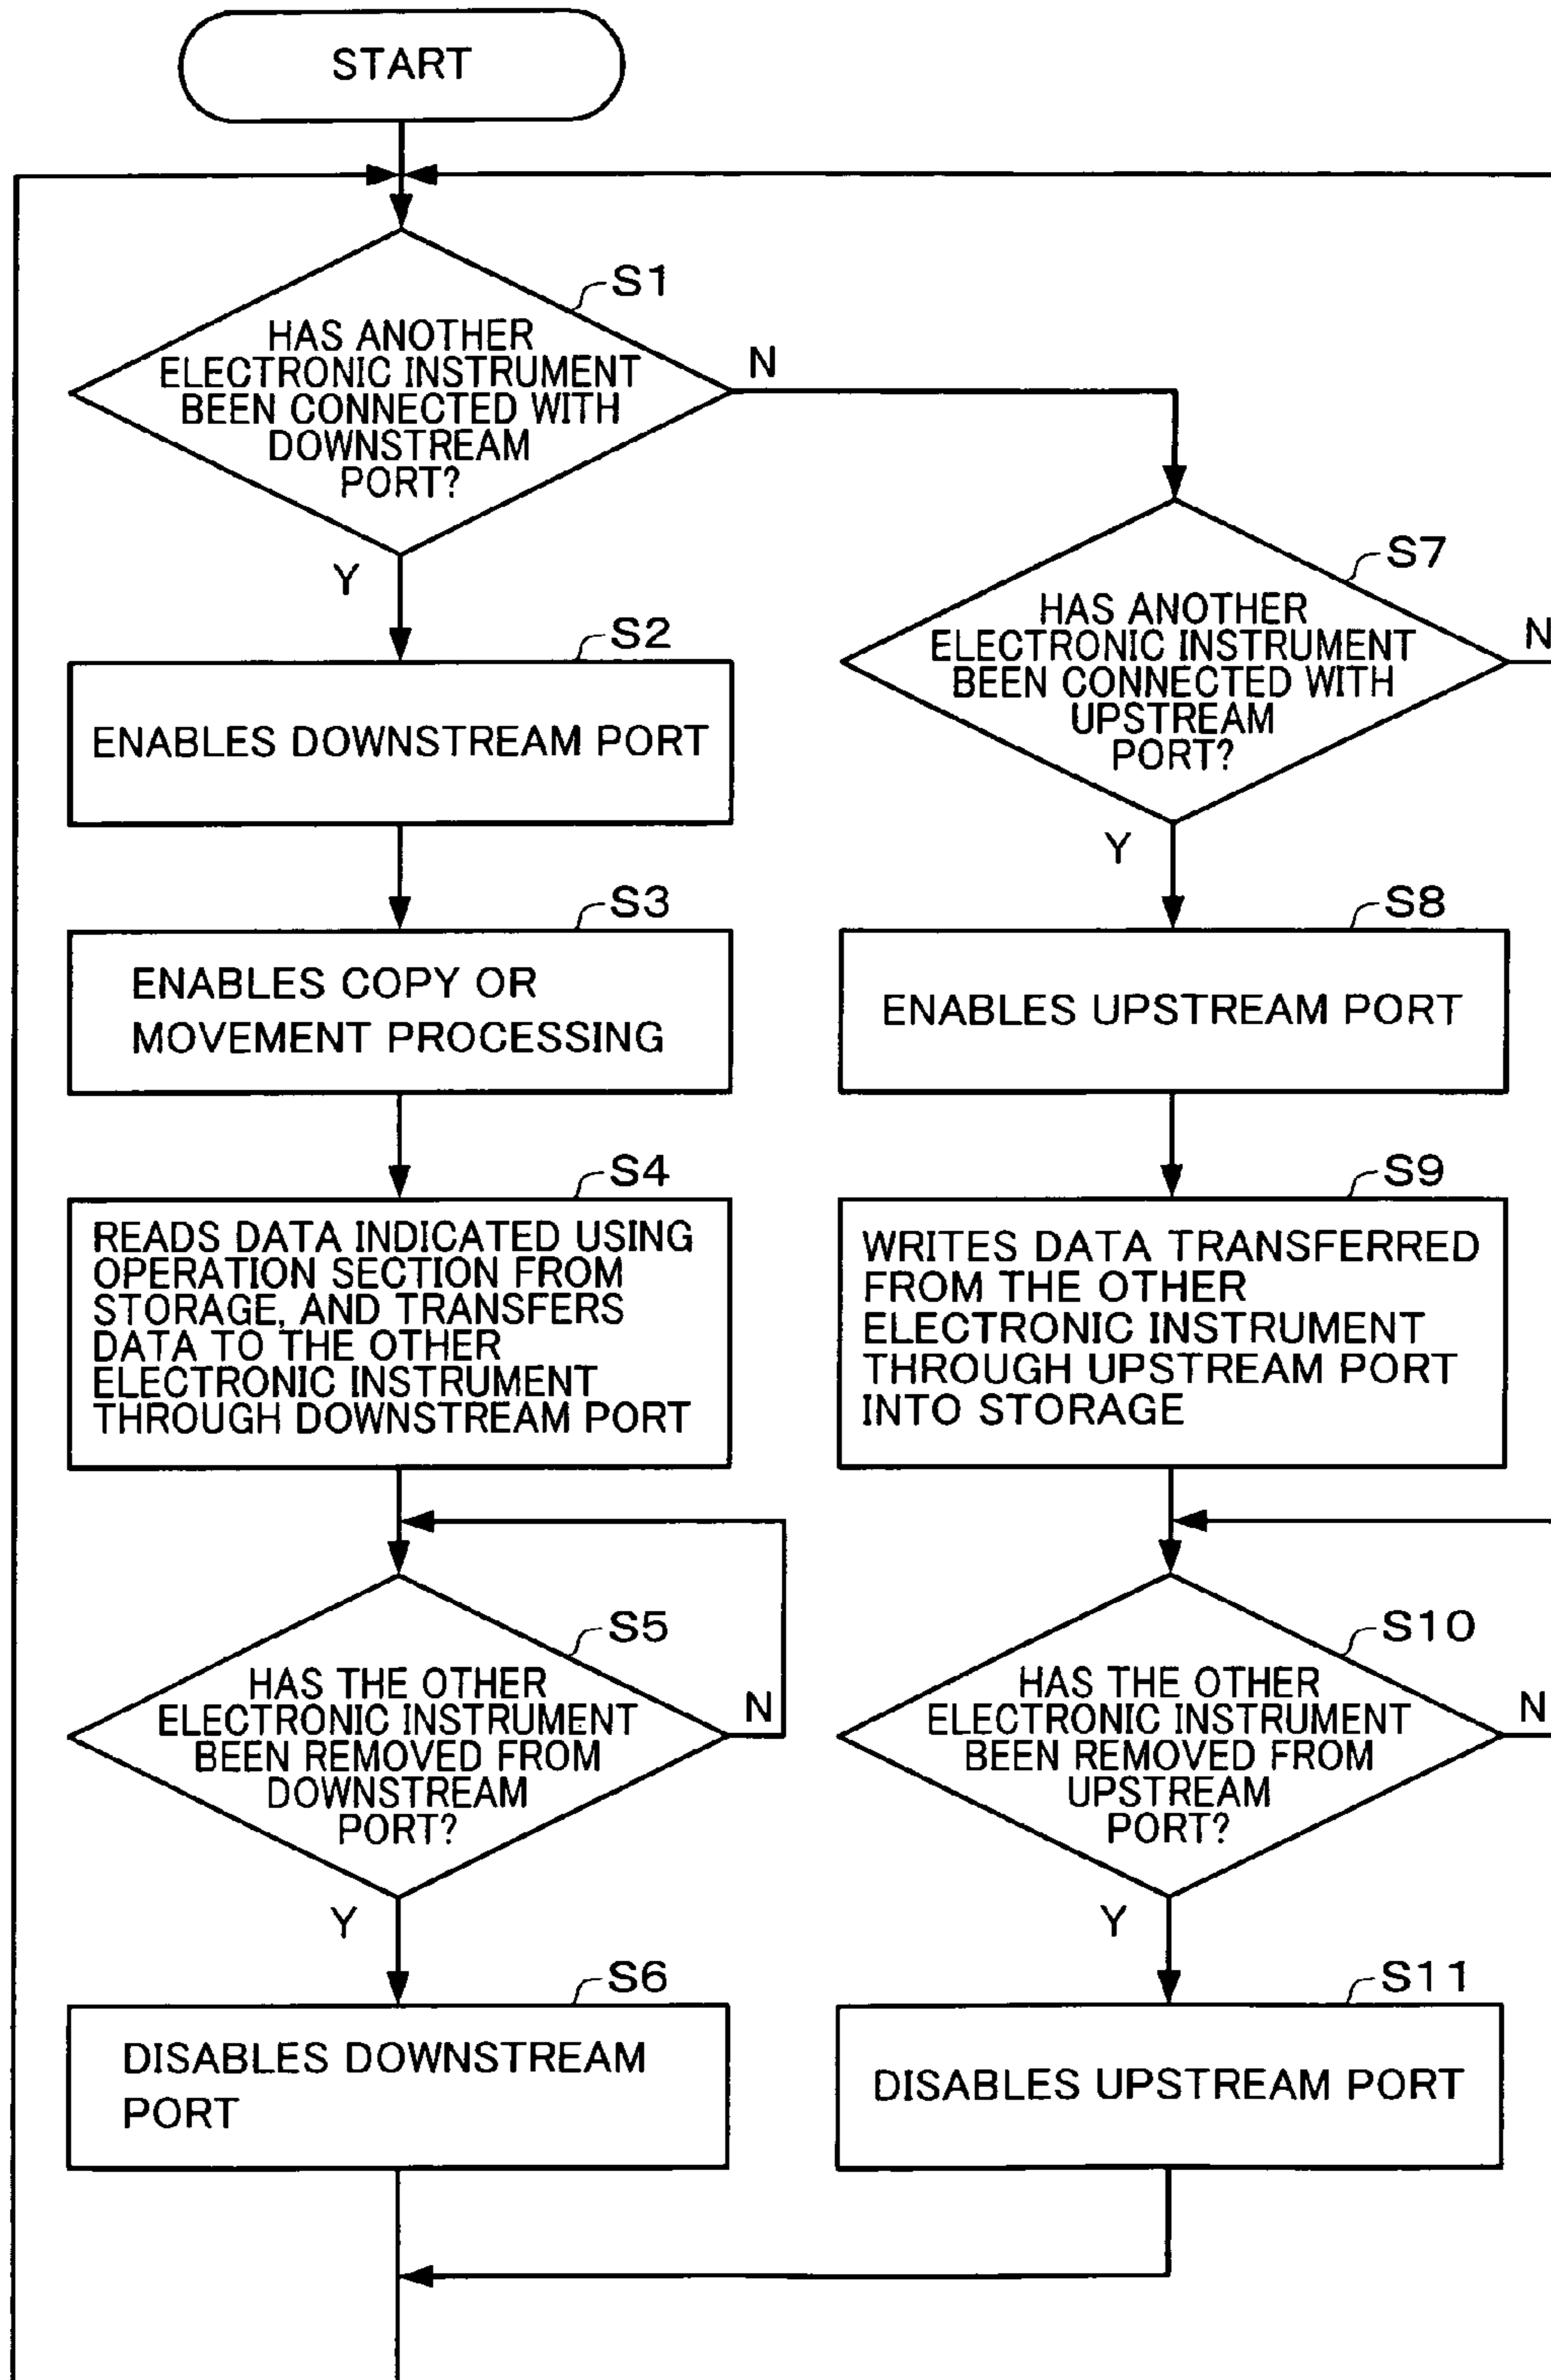 START
S1
HAS ANOTHER
ELECTRONIC INSTRUMENT
BEEN CONNECTED WITH
DOWNSTREAM
PORT?
N
Y
S2
ENABLES DOWNSTREAM PORT
S3
ENABLES COPY OR
MOVEMENT PROCESSING
S4
READS DATA INDICATED USING
OPERATION SECTION FROM
STORAGE, AND TRANSFERS
DATA TO THE OTHER
ELECTRONIC INSTRUMENT
THROUGH DOWNSTREAM PORT
S5
HAS THE OTHER
ELECTRONIC INSTRUMENT
BEEN REMOVED FROM
DOWNSTREAM
PORT?
N
Y
S6
DISABLES DOWNSTREAM
PORT
S7
HAS ANOTHER
ELECTRONIC INSTRUMENT
BEEN CONNECTED WITH
UPSTREAM
PORT?
N
Y
S8
ENABLES UPSTREAM PORT
S9
WRITES DATA TRANSFERRED
FROM THE OTHER
ELECTRONIC INSTRUMENT
THROUGH UPSTREAM PORT
INTO STORAGE
S10
HAS THE OTHER
ELECTRONIC INSTRUMENT
BEEN REMOVED FROM
UPSTREAM
PORT?
N
Y
S11
DISABLES UPSTREAM PORT